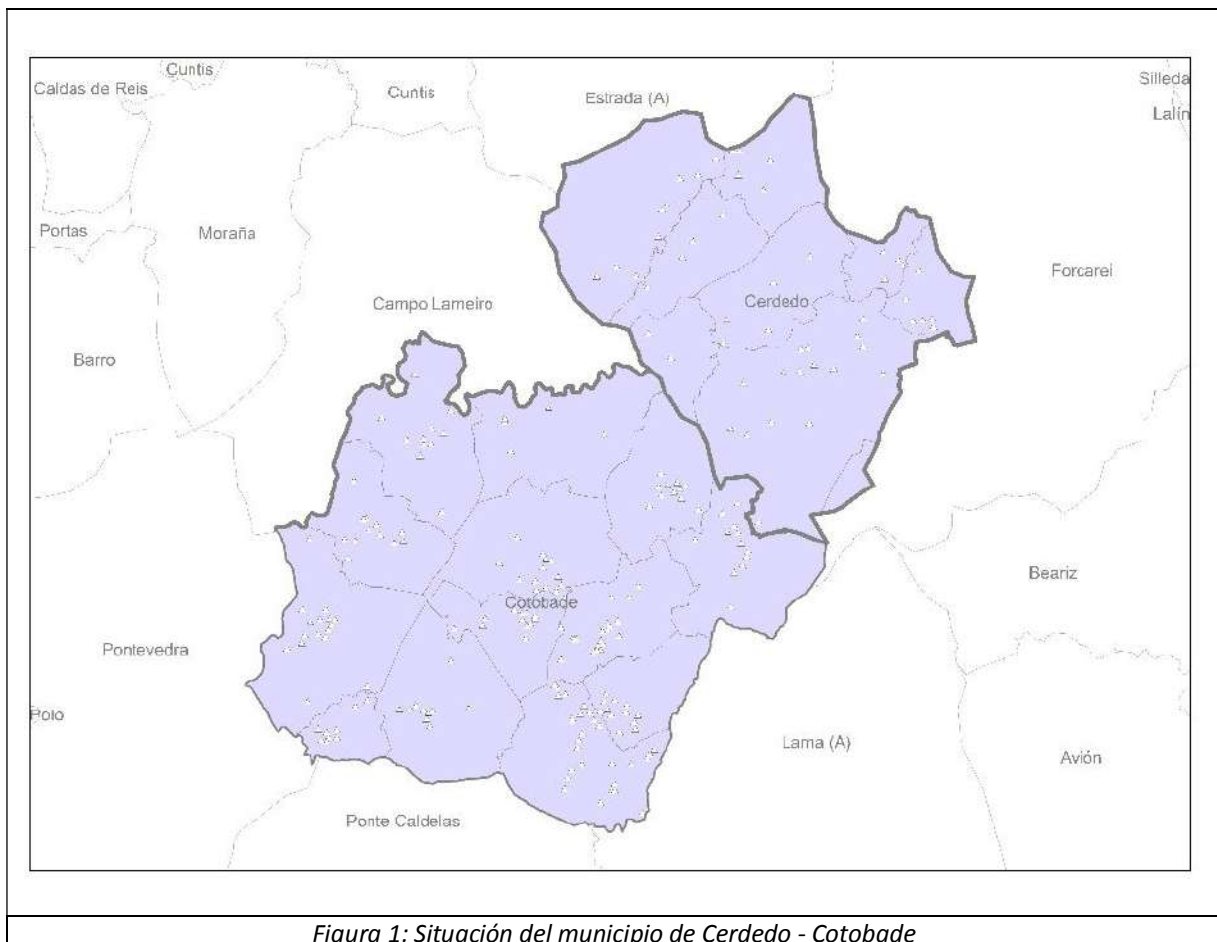 Cuntis
Caldas de Reis
Cuntis
Estrada (A)
Silleda
Lalín
Portas
Moraña
Forcarei
Campo Lameiro
Cerdedo
Barro
Beariz
Cotobade
Pontevedra
Poio
Lama (A)
Avión
Ponte Caldelas
Figura 1: Situación del municipio de Cerdedo - Cotobade